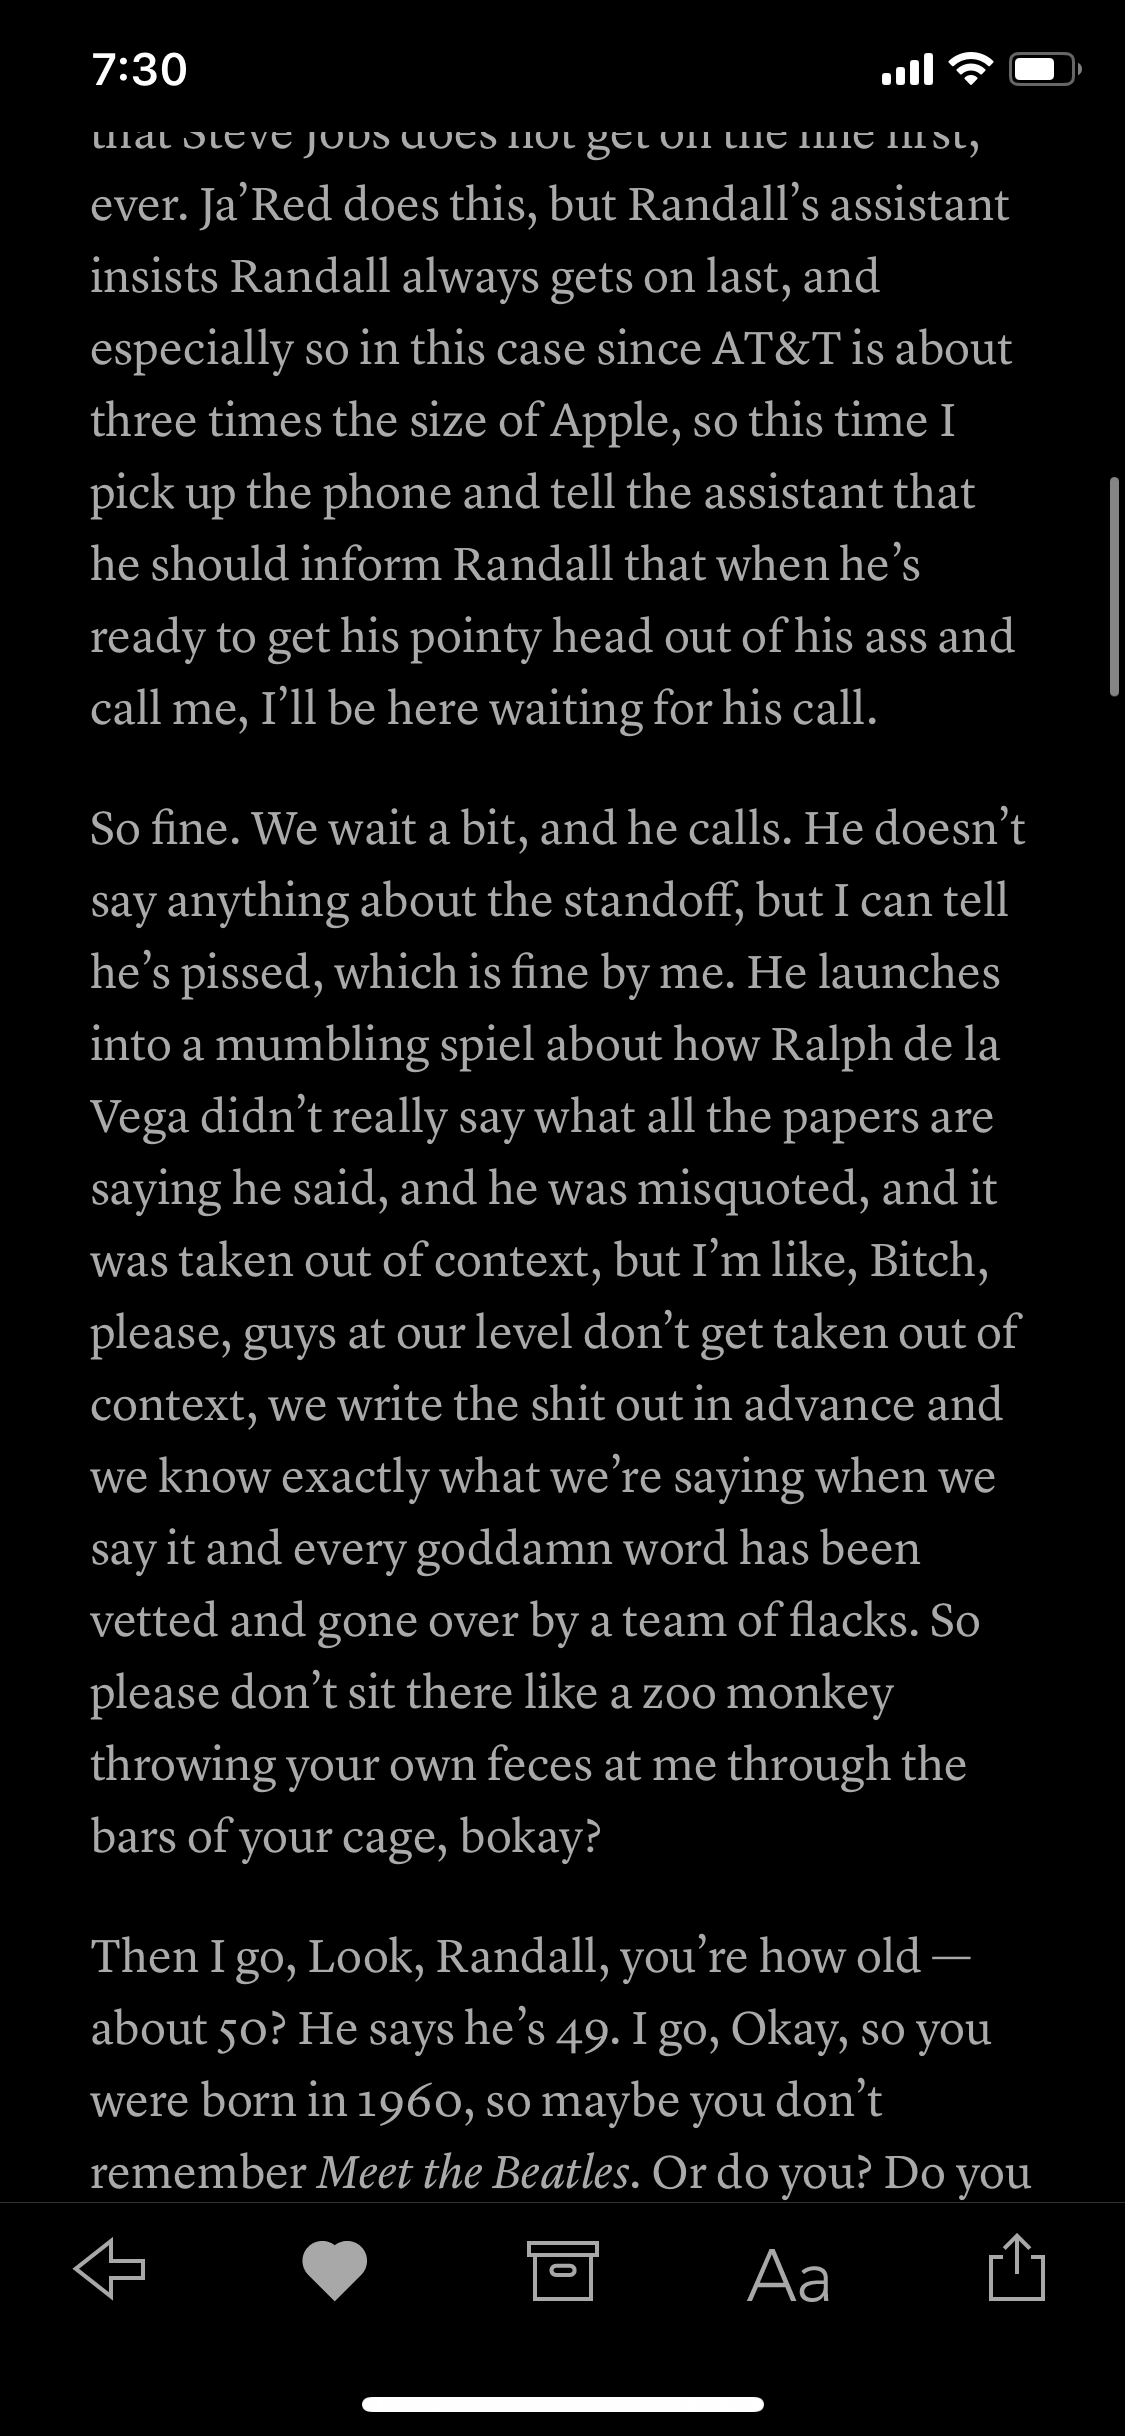 7:30
that Steve Jobs does not get on the line first,
ever. Ja’Red does this, but Randall’s assistant
insists Randall always gets on last, and
especially so in this case since AT&T is about
three times the size of Apple, so this time I
pick up the phone and tell the assistant that
he should inform Randall that when he’s
ready to get his pointy head out of his ass and
call me, I’ll be here waiting for his call.
So fine. We wait a bit, and he calls. He doesn’t
say anything about the standoff, but I can tell
he’s pissed, which is fine by me. He launches
into a mumbling spiel about how Ralph de la
Vega didn’t really say what all the papers are
saying he said, and he was misquoted, and it
was taken out of context, but I’m like, Bitch,
please, guys at our level don’t get taken out of
context, we write the shit out in advance and
we know exactly what we’re saying when we
say it and every goddamn word has been
vetted and gone over by a team of flacks. So
please don’t sit there like a zoo monkey
throwing your own feces at me through the
bars of your cage, bokay?
Then I go, Look, Randall, you’re how old —
about 50? He says he’s 49. I go, Okay, so you
were born in 1960, so maybe you don’t
remember Meet the Beatles. Or do you? Do you
Aa